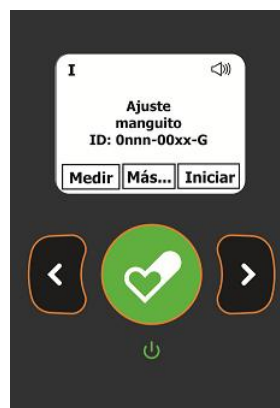 I
Ajuste
manguito
ID: 0nnn-00xx-G
Medir Más... Iniciar